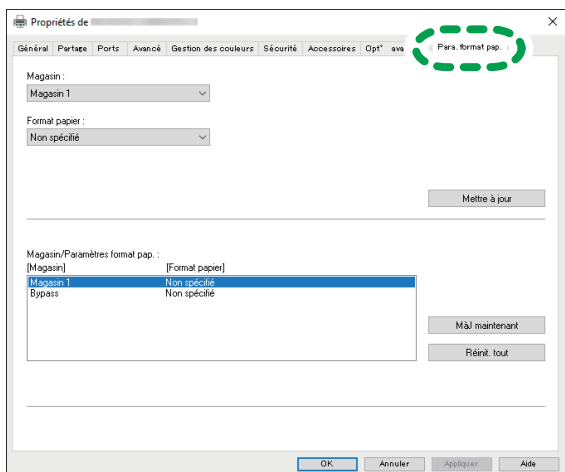 Propriétés de
Général Partage Ports Avancé Gestion des couleurs Sécurité Accessoires Opt° ava Para. format pap.
Magasin :
Magasin 1
Format papier :
Non spécifié
Mettre à jour
Magasin/Paramètres format pap. :
[Magasin] [Format papier]
Magasin 1 Non spécifié
Bypass Non spécifié
MàJ maintenant
Réinit. tout
OK Annuler Appliquer Aide